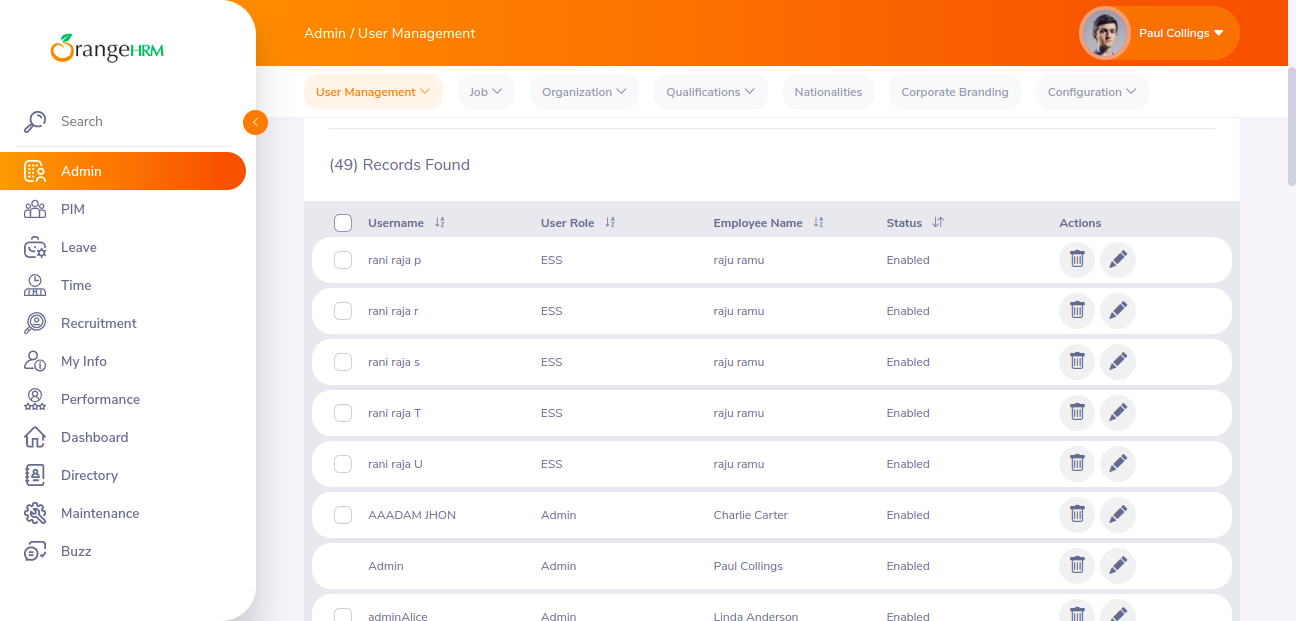 OrangeHRM
Admin / User Management
Paul Collings
User Management
Job
Organization
Qualifications
Nationalities
Corporate Branding
Configuration
Search
Admin
PIM
Leave
Time
Recruitment
My Info
Performance
Dashboard
Directory
Maintenance
Buzz
(49) Records Found
Username User Role Employee Name Status Actions
rani raja p ESS raju ramu Enabled
rani raja r ESS raju ramu Enabled
rani raja s ESS raju ramu Enabled
rani raja T ESS raju ramu Enabled
rani raja U ESS raju ramu Enabled
AAADAM JHON Admin Charlie Carter Enabled
Admin Admin Paul Collings Enabled
adminAlice Admin Linda Anderson Enabled